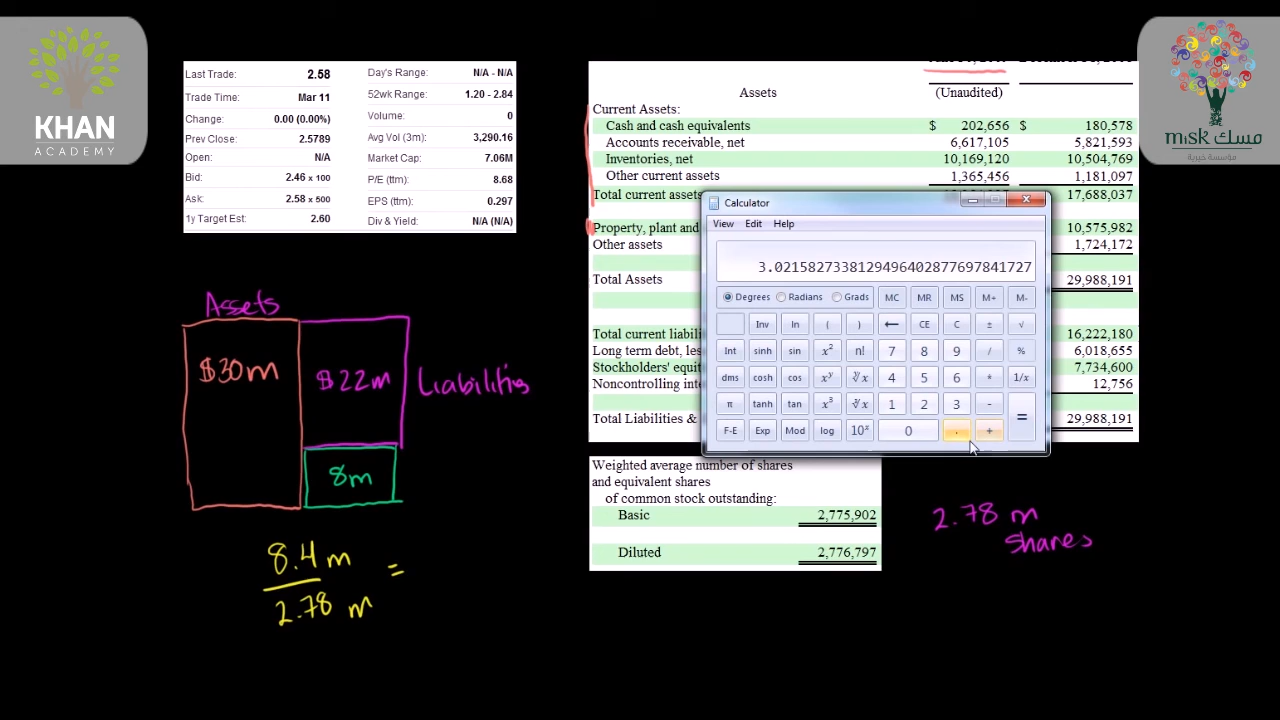 KHAN
ACADEMY
Last Trade: 2.58
Trade Time: Mar 11
Change: 0.00 (0.00%)
Prev Close: 2.5789
Open: N/A
Bid: 2.46 x 100
Ask: 2.58 x 500
1y Target Est: 2.60
Day's Range: N/A - N/A
52wk Range: 1.20 - 2.84
Volume: 0
Avg Vol (3m): 3,290.16
Market Cap: 7.06M
P/E (ttm): 8.68
EPS (ttm): 0.297
Div & Yield: N/A (N/A)
Assets (Unaudited)
Current Assets:
Cash and cash equivalents $ 202,656 $ 180,578
Accounts receivable, net 6,617,105 5,821,593
Inventories, net 10,169,120 10,504,769
Other current assets 1,365,456 1,181,097
Total current assets 17,688,037
Property, plant and 10,575,982
Other assets 1,724,172
Total Assets 29,988,191
Total current liabili 16,222,180
Long term debt, les 6,018,655
Stockholders' equit 7,734,600
Noncontrolling inte 12,756
Total Liabilities & 29,988,191
Calculator
View Edit Help
3.0215827338129496402877697841727
Degrees Radians Grads MC MR MS M+ M-
Inv ln ( ) ← CE C ± √
Int sinh sin x² n! 7 8 9 / %
dms cosh cos xʸ ʸ√x 4 5 6 * 1/x
π tanh tan x³ ³√x 1 2 3 - =
F-E Exp Mod log 10ˣ 0 . +
Weighted average number of shares
and equivalent shares
of common stock outstanding:
Basic 2,775,902
Diluted 2,776,797
2.78 m
shares
Assets
$30m
$22m
Liabilities
8m
8.4 m
2.78 m
=
misk مسك
مؤسسة خيرية